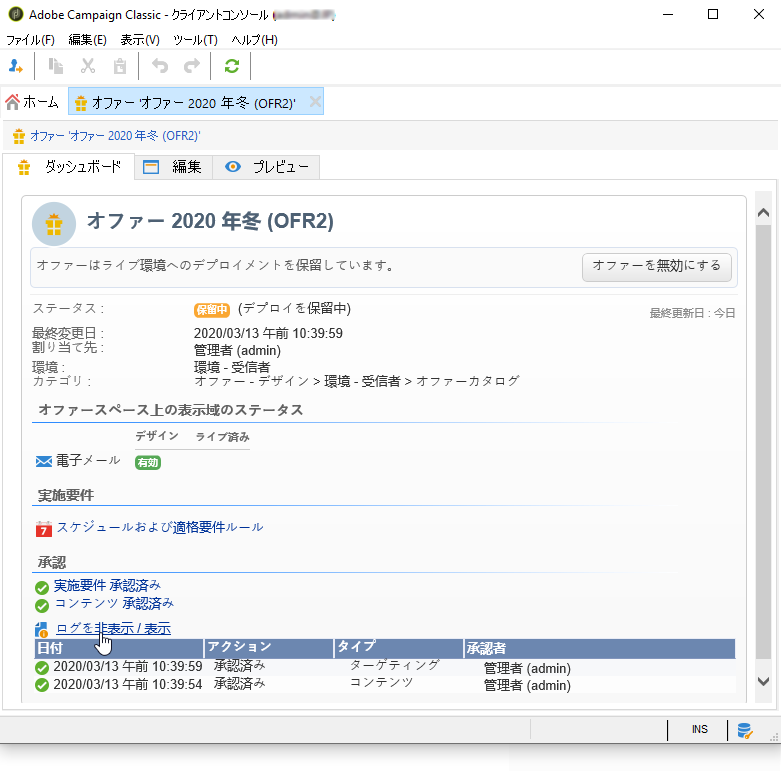 Adobe Campaign Classic - クライアントコンソール
ファイル(F) 編集(E) 表示(V) ツール(T) ヘルプ(H)
ホーム オファー 'オファー 2020 年冬 (OFR2)'
オファー 'オファー 2020 年冬 (OFR2)'
ダッシュボード 編集 プレビュー
オファー 2020 年冬 (OFR2)
オファーはライブ環境へのデプロイメントを保留しています。 オファーを無効にする
ステータス : 保留中 (デプロイを保留中) 最終更新日 : 今日
最終変更日 : 2020/03/13 午前 10:39:59
割り当て先 : 管理者 (admin)
環境 : 環境 - 受信者
カテゴリ : オファー - デザイン > 環境 - 受信者 > オファーカタログ
オファースペース上の表示域のステータス
デザイン ライブ済み
電子メール 有効
実施要件
7 スケジュールおよび適格要件ルール
承認
実施要件 承認済み
コンテンツ 承認済み
ログを非表示 / 表示
日付 アクション タイプ 承認者
2020/03/13 午前 10:39:59 承認済み ターゲティング 管理者 (admin)
2020/03/13 午前 10:39:54 承認済み コンテンツ 管理者 (admin)
INS